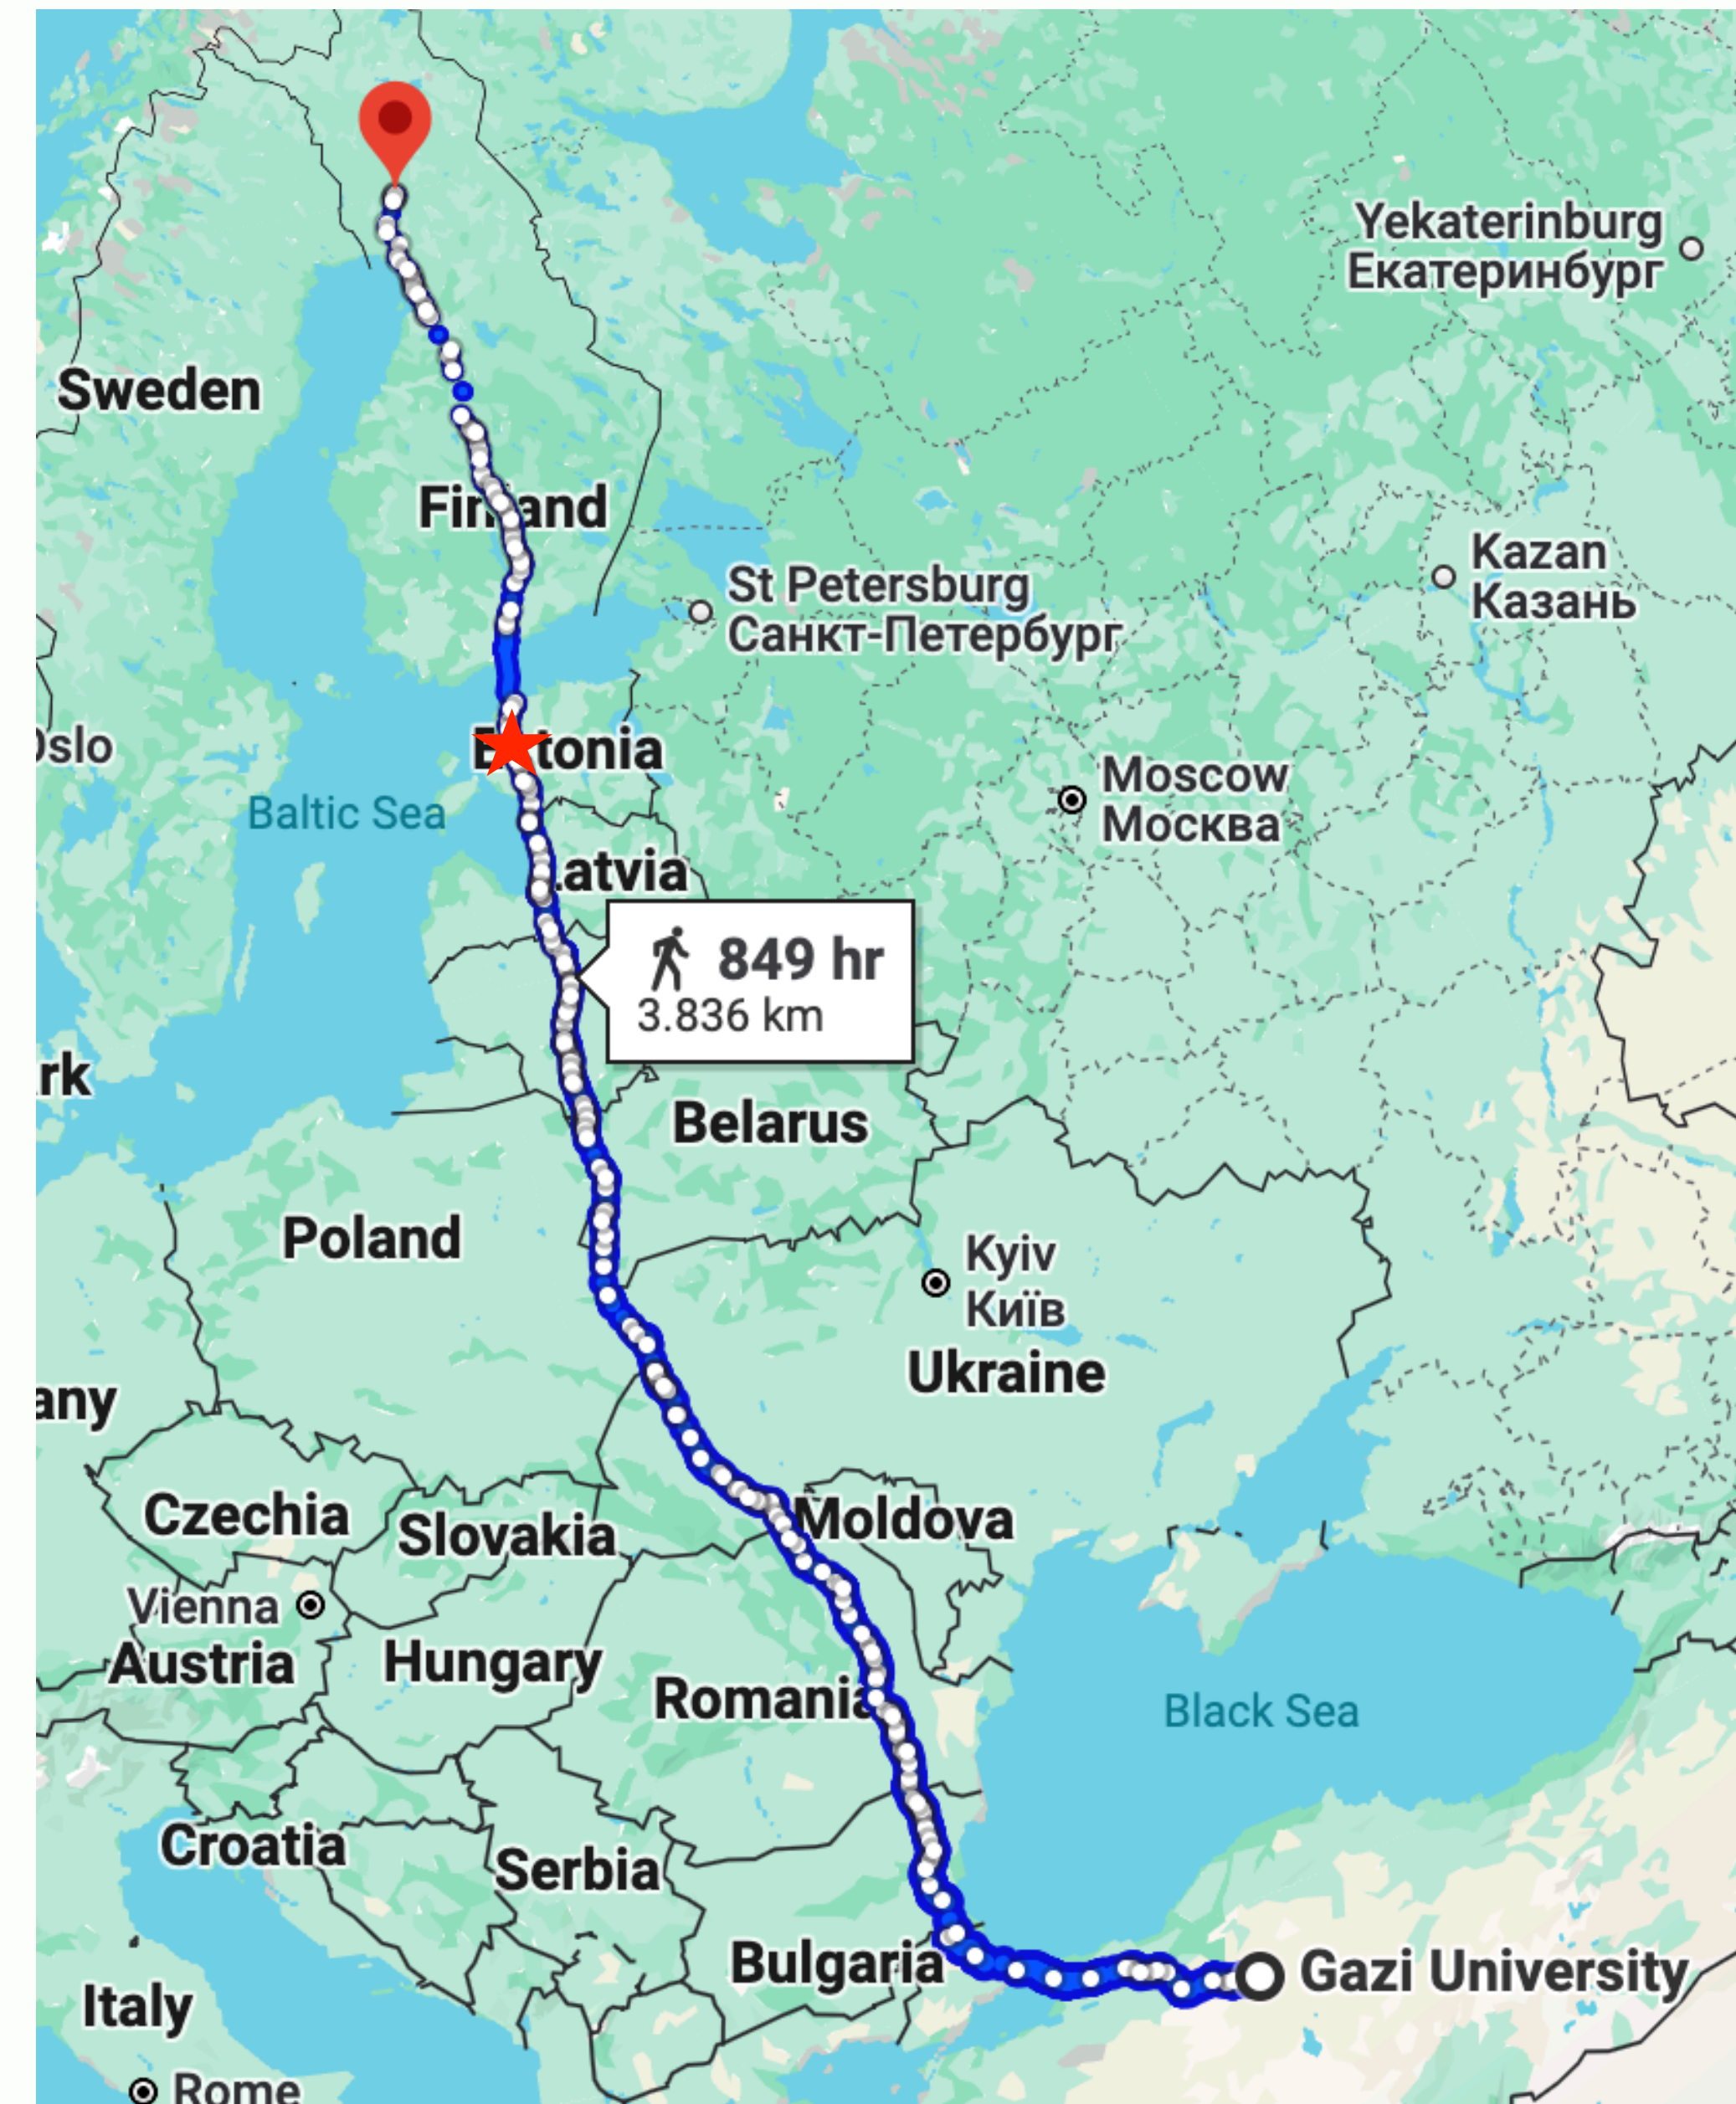 Yekaterinburg
Екатеринбург
Sweden
Finland
Kazan
Казань
St Petersburg
Санкт-Петербург
Oslo
Estonia
Moscow
Москва
Baltic Sea
Latvia
849 hr
3.836 km
rk
Belarus
Poland
Kyiv
Київ
Ukraine
any
Czechia
Slovakia
Moldova
Vienna
Austria
Hungary
Romania
Black Sea
Croatia
Serbia
Bulgaria
Gazi University
Italy
Rome